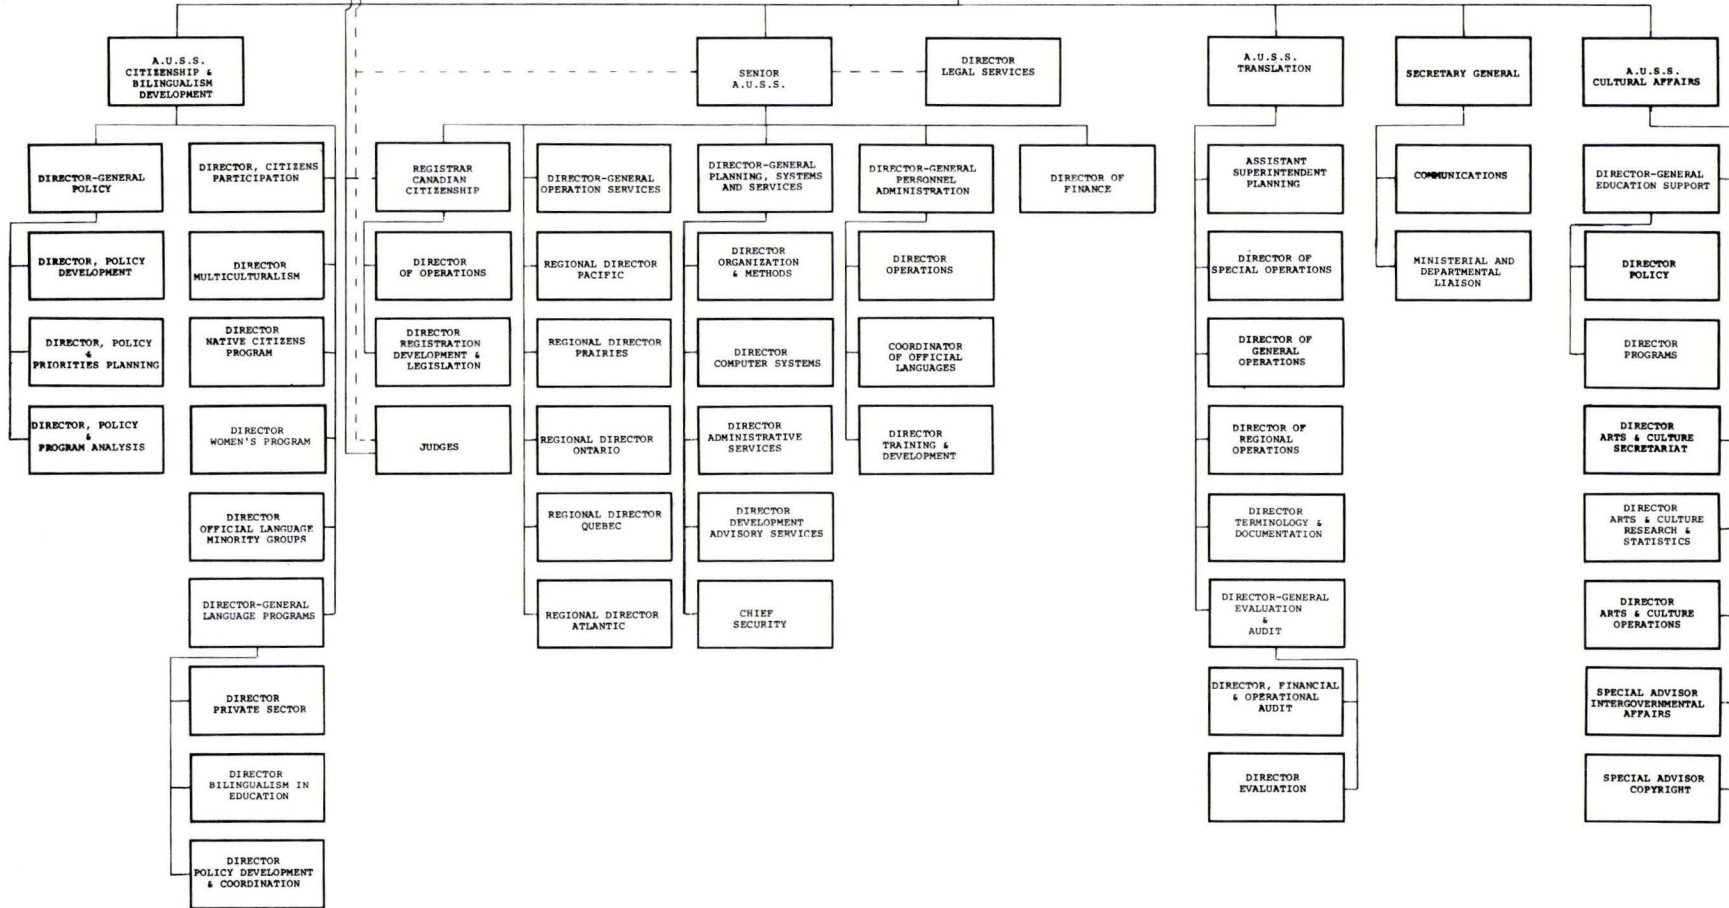 A.U.S.S.
CITIZENSHIP &
BILINGUALISM
DEVELOPMENT
SENIOR
A.U.S.S.
DIRECTOR
LEGAL SERVICES
A.U.S.S.
TRANSLATION
SECRETARY GENERAL
A.U.S.S.
CULTURAL AFFAIRS
DIRECTOR-GENERAL
POLICY
DIRECTOR, CITIZENS
PARTICIPATION
REGISTRAR
CANADIAN
CITIZENSHIP
DIRECTOR-GENERAL
OPERATION SERVICES
DIRECTOR-GENERAL
PLANNING, SYSTEMS
AND SERVICES
DIRECTOR-GENERAL
PERSONNEL
ADMINISTRATION
DIRECTOR OF
FINANCE
ASSISTANT
SUPERINTENDENT
PLANNING
COMMUNICATIONS
DIRECTOR-GENERAL
EDUCATION SUPPORT
DIRECTOR, POLICY
DEVELOPMENT
DIRECTOR
MULTICULTURALISM
DIRECTOR
OF OPERATIONS
REGIONAL DIRECTOR
PACIFIC
DIRECTOR
ORGANIZATION
& METHODS
DIRECTOR
OPERATIONS
DIRECTOR OF
SPECIAL OPERATIONS
MINISTERIAL AND
DEPARTMENTAL
LIAISON
DIRECTOR
POLICY
DIRECTOR, POLICY
&
PRIORITIES PLANNING
DIRECTOR
NATIVE CITIZENS
PROGRAM
DIRECTOR
REGISTRATION
DEVELOPMENT &
LEGISLATION
REGIONAL DIRECTOR
PRAIRIES
DIRECTOR
COMPUTER SYSTEMS
COORDINATOR
OF OFFICIAL
LANGUAGES
DIRECTOR OF
GENERAL
OPERATIONS
DIRECTOR
PROGRAMS
DIRECTOR, POLICY
&
PROGRAM ANALYSIS
DIRECTOR
WOMEN'S PROGRAM
JUDGES
REGIONAL DIRECTOR
ONTARIO
DIRECTOR
ADMINISTRATIVE
SERVICES
DIRECTOR
TRAINING &
DEVELOPMENT
DIRECTOR OF
REGIONAL
OPERATIONS
DIRECTOR
ARTS & CULTURE
SECRETARIAT
DIRECTOR
OFFICIAL LANGUAGE
MINORITY GROUPS
REGIONAL DIRECTOR
QUEBEC
DIRECTOR
DEVELOPMENT
ADVISORY SERVICES
DIRECTOR
TERMINOLOGY &
DOCUMENTATION
DIRECTOR
ARTS & CULTURE
RESEARCH &
STATISTICS
DIRECTOR-GENERAL
LANGUAGE PROGRAMS
REGIONAL DIRECTOR
ATLANTIC
CHIEF
SECURITY
DIRECTOR-GENERAL
EVALUATION
&
AUDIT
DIRECTOR
ARTS & CULTURE
OPERATIONS
DIRECTOR
PRIVATE SECTOR
DIRECTOR, FINANCIAL
& OPERATIONAL
AUDIT
SPECIAL ADVISOR
INTERGOVERNMENTAL
AFFAIRS
DIRECTOR
BILINGUALISM IN
EDUCATION
DIRECTOR
EVALUATION
SPECIAL ADVISOR
COPYRIGHT
DIRECTOR
POLICY DEVELOPMENT
& COORDINATION